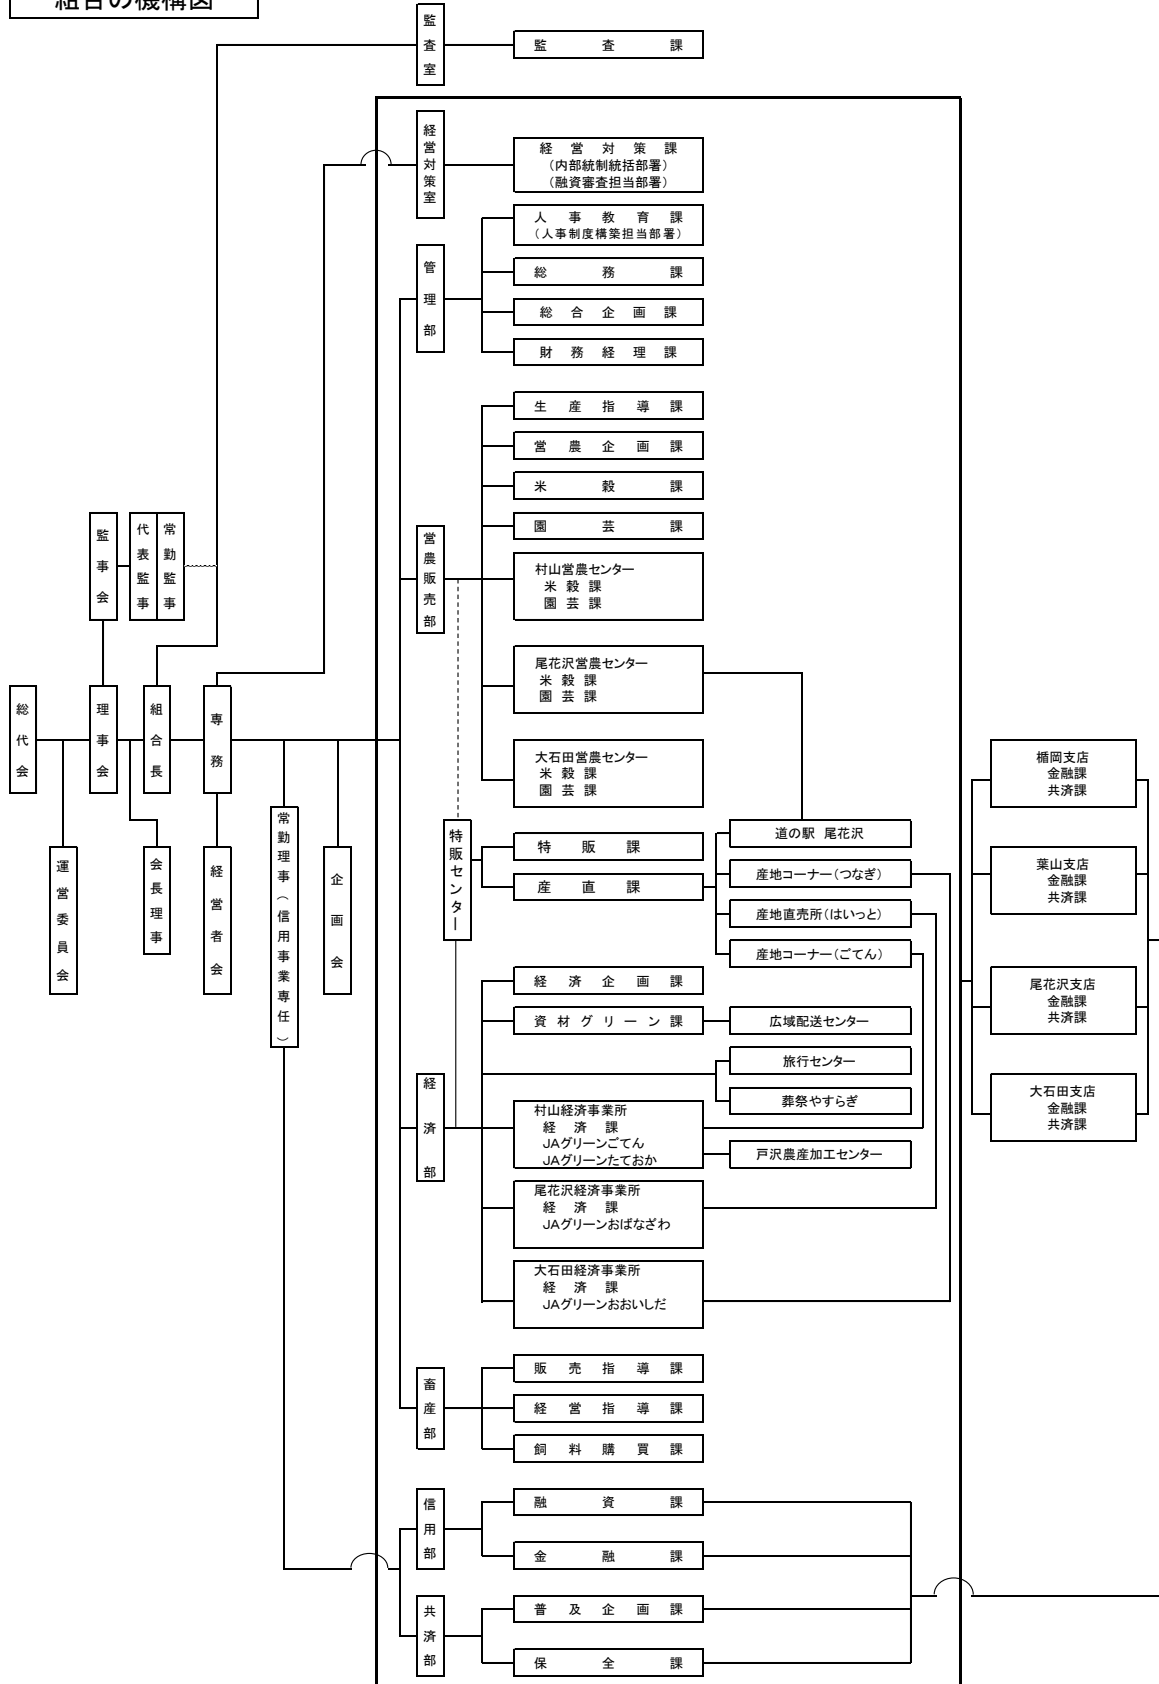 組合の機構図
監査室
監査課
経営対策室
経営対策課
（内部統制統括部署）
（融資審査担当部署）
人事教育課
（人事制度構築担当部署）
管理部
総務課
総合企画課
財務経理課
生産指導課
営農企画課
米穀課
園芸課
営農販売部
村山営農センター
米穀課
園芸課
尾花沢営農センター
米穀課
園芸課
大石田営農センター
米穀課
園芸課
監事会
代表監事
常勤監事
総代会
理事会
組合長
専務
運営委員会
会長理事
経営者会
常勤理事（信用事業専任）
企画会
特販センター
特販課
産直課
道の駅 尾花沢
産地コーナー（つなぎ）
産地直売所（はいっと）
産地コーナー（ごてん）
経済企画課
資材グリーン課
広域配送センター
旅行センター
葬祭やすらぎ
経済部
村山経済事業所
経済課
JAグリーンごてん
JAグリーンたておか
戸沢農産加工センター
尾花沢経済事業所
経済課
JAグリーンおばなざわ
大石田経済事業所
経済課
JAグリーンおおいしだ
畜産部
販売指導課
経営指導課
飼料購買課
信用部
融資課
金融課
共済部
普及企画課
保全課
楯岡支店
金融課
共済課
葉山支店
金融課
共済課
尾花沢支店
金融課
共済課
大石田支店
金融課
共済課